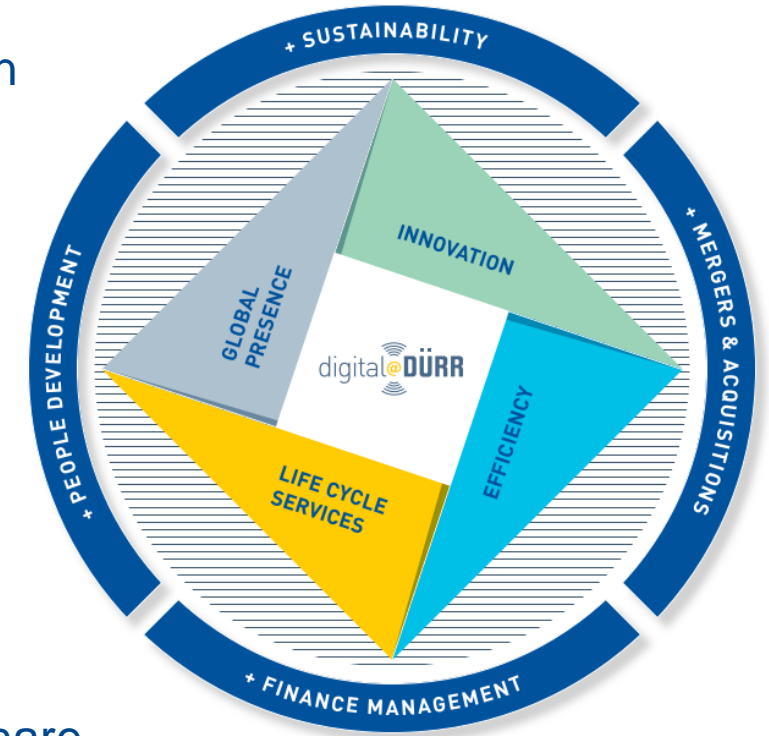 + SUSTAINABILITY
+ PEOPLE DEVELOPMENT
+ MERGERS & ACQUISITIONS
INNOVATION
GLOBAL
PRESENCE
digital@DÜRR
EFFICIENCY
LIFE CYCLE
SERVICES
+ FINANCE MANAGEMENT